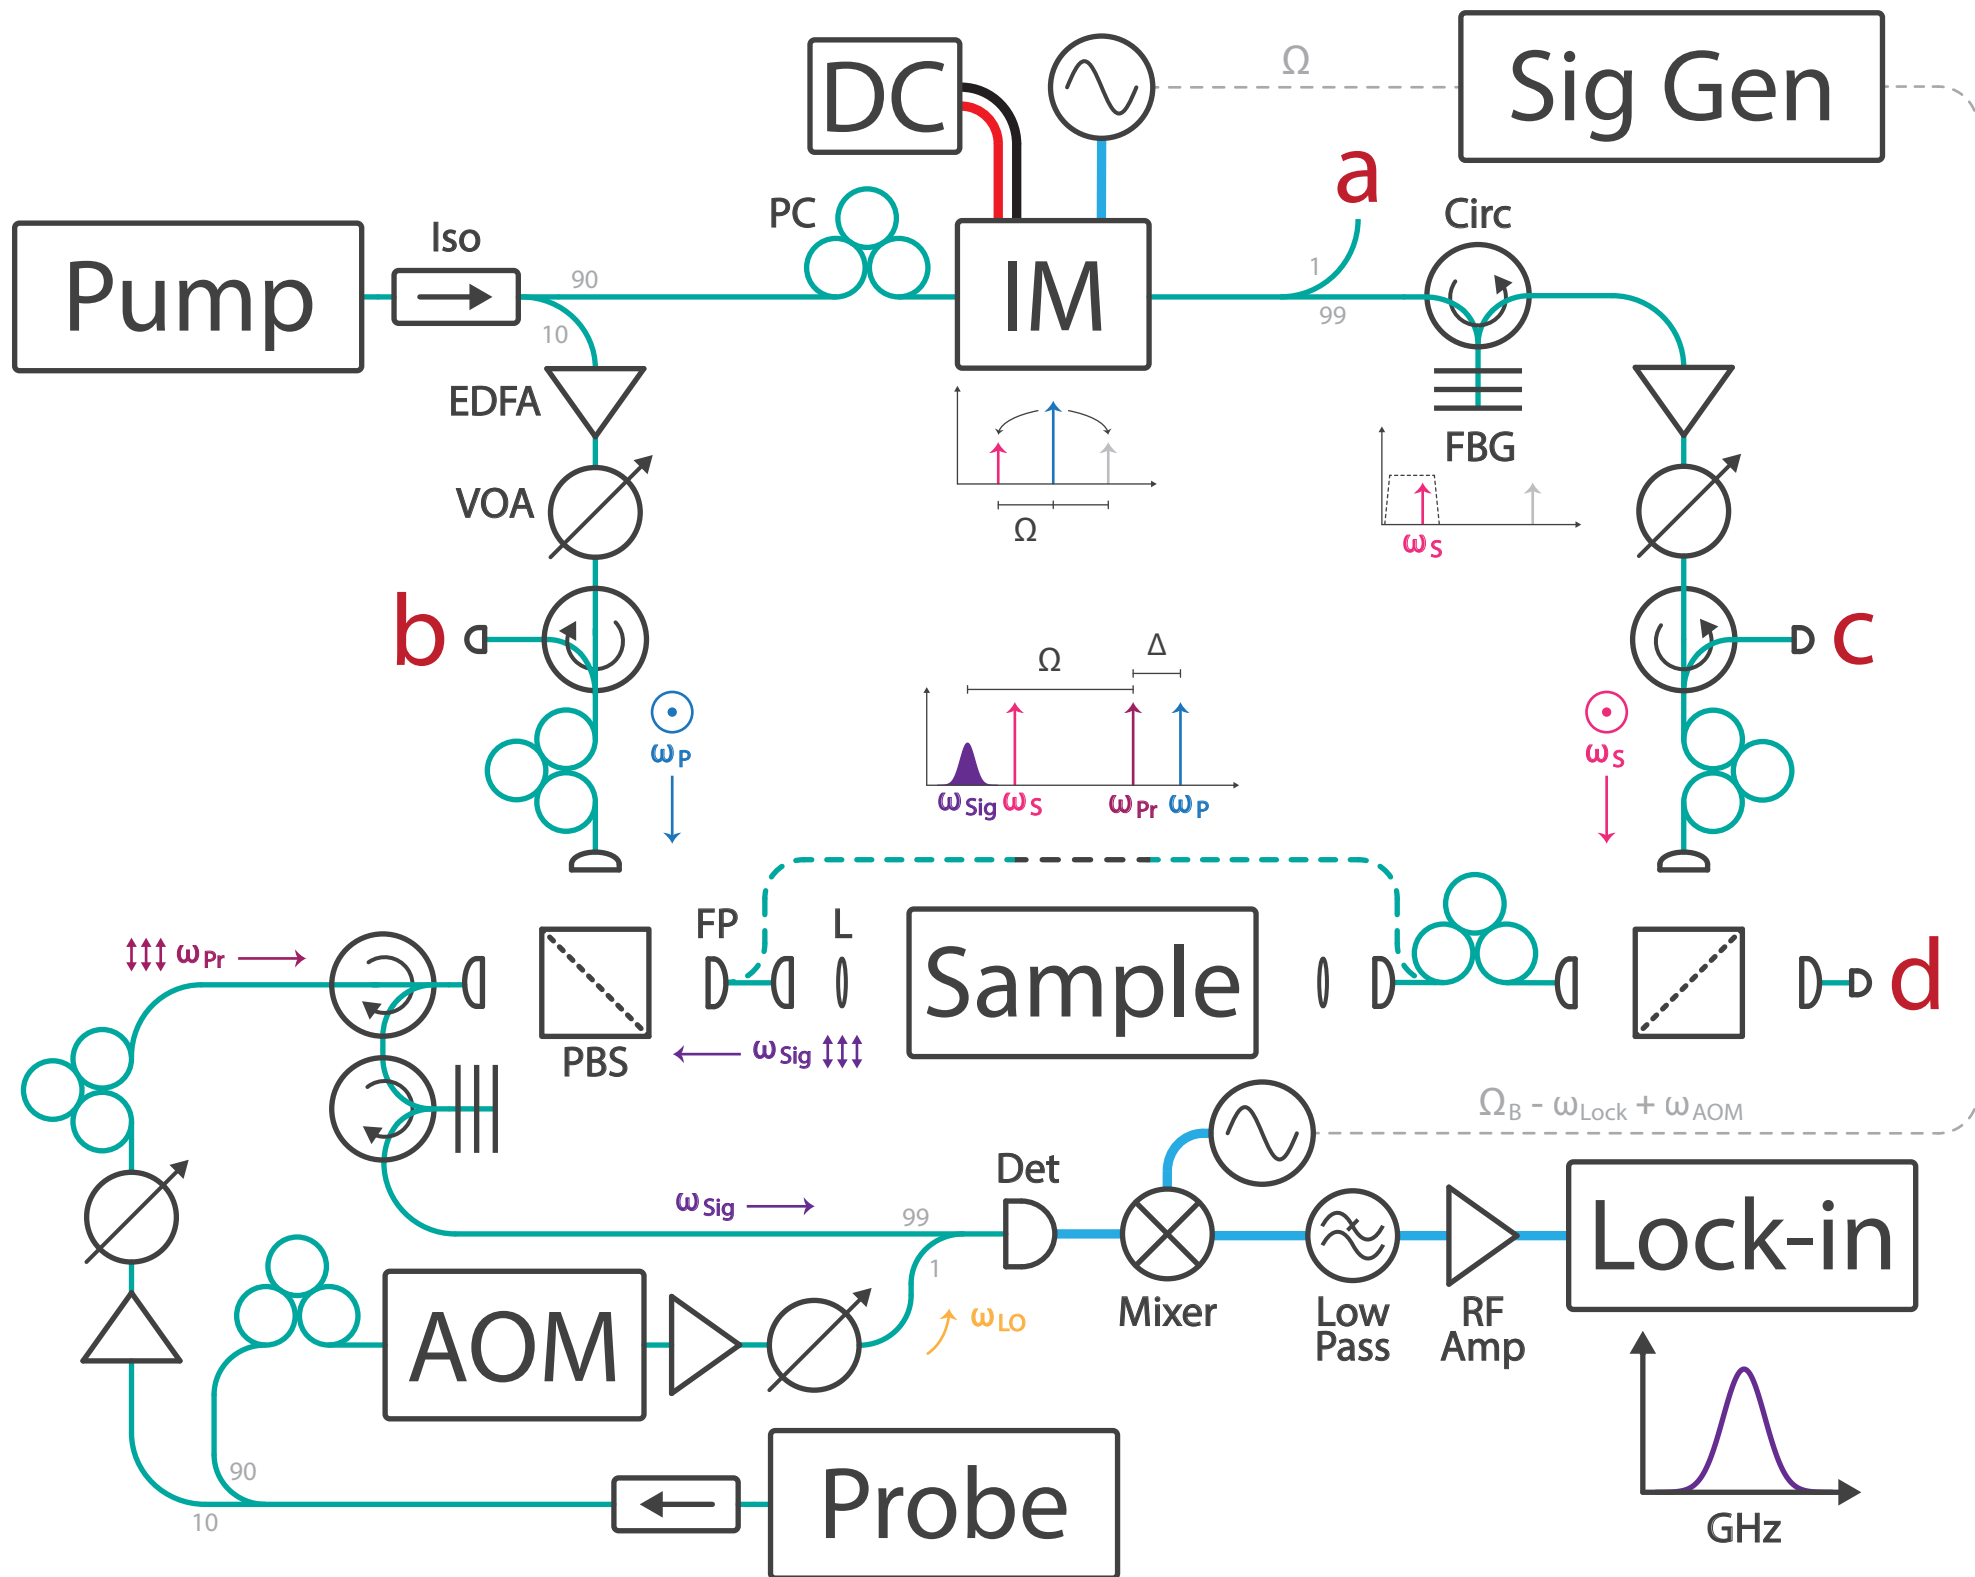 DC
Ω
Sig Gen
a
PC
Circ
Iso
Pump
90
10
IM
1
99
EDFA
FBG
VOA
Ω
ωS
b
c
Δ
Ω
ωP
ωS
ωSig ωS ωPr ωP
FP
L
ωPr
Sample
d
PBS
ωSig
ΩB - ωLock + ωAOM
Det
ωSig
99
1
Lock-in
Mixer
Low
Pass
RF
Amp
ωLO
AOM
90
10
Probe
GHz